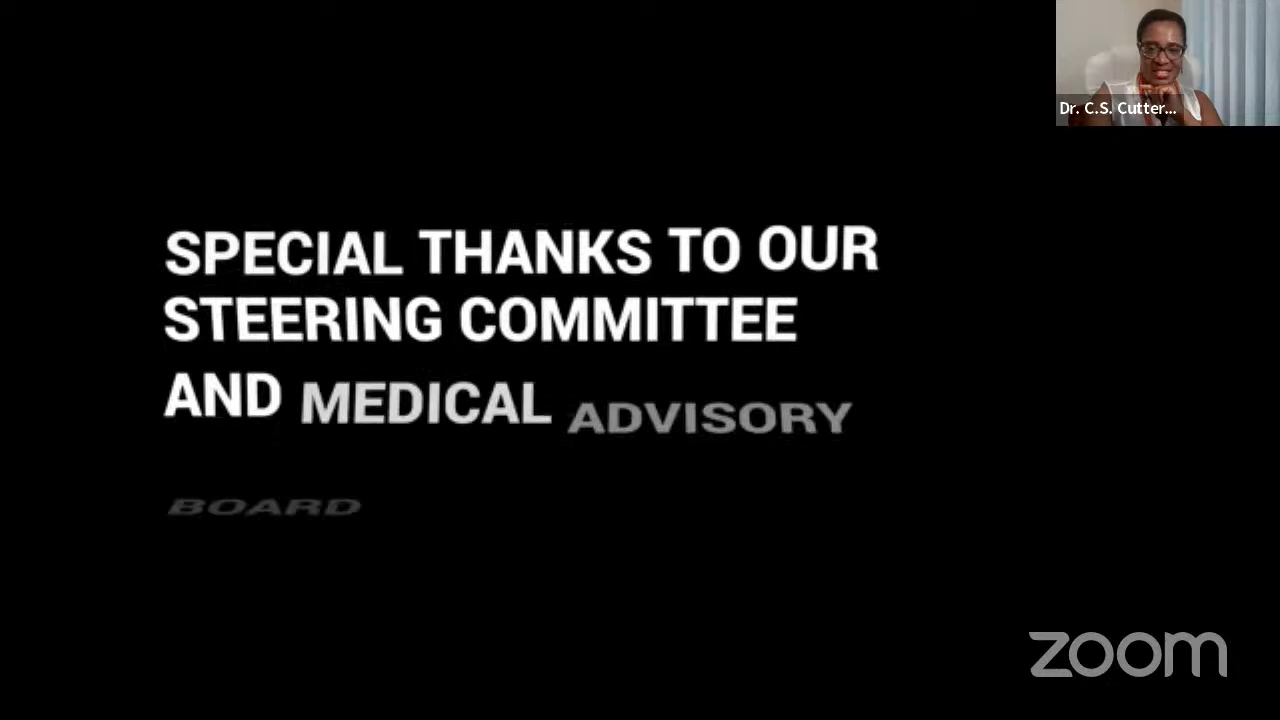 Dr. C.S. Cutter...
SPECIAL THANKS TO OUR
STEERING COMMITTEE
AND MEDICAL ADVISORY
BOARD
zoom